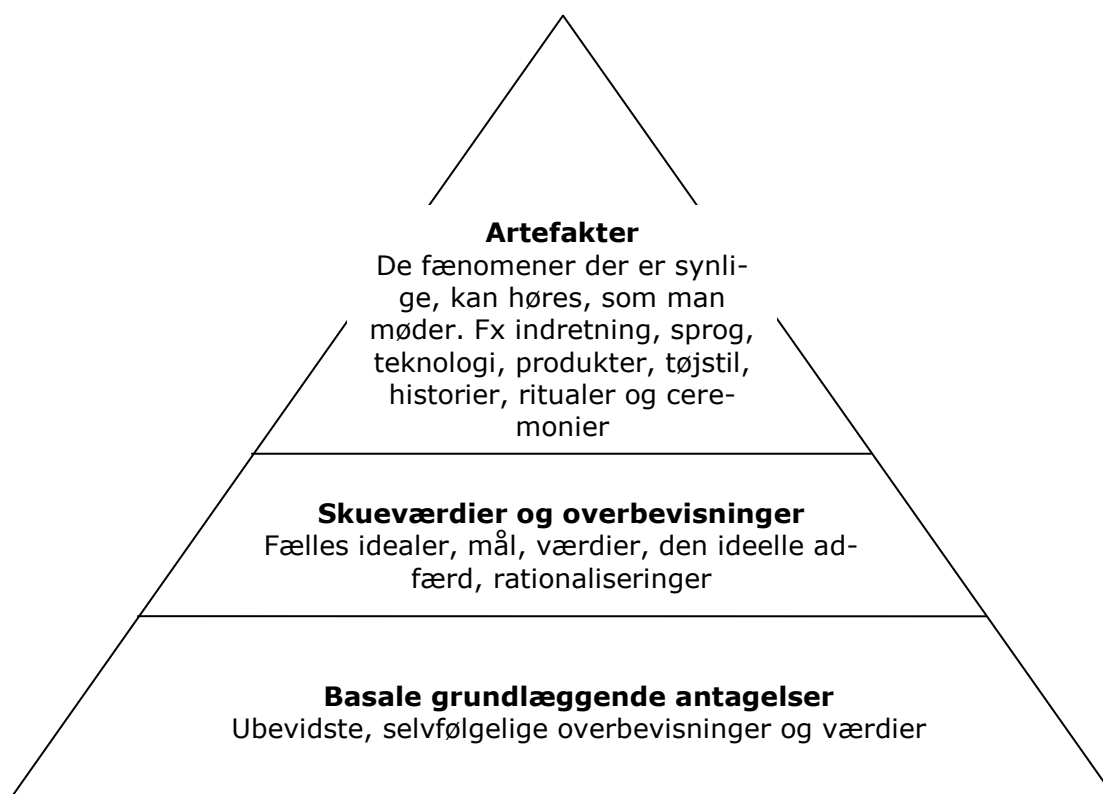 Artefakter
De fænomener der er synli-
ge, kan høres, som man
møder. Fx indretning, sprog,
teknologi, produkter, tøjstil,
historier, ritualer og cere-
monier
Skueværdier og overbevisninger
Fælles idealer, mål, værdier, den ideelle ad-
færd, rationaliseringer
Basale grundlæggende antagelser
Ubevidste, selvfølgelige overbevisninger og værdier